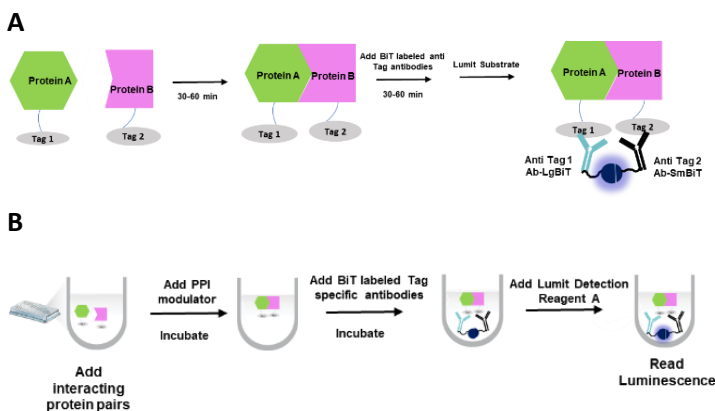 A
Protein A
Protein B
Tag 1
Tag 2
30-60 min
Protein A
Protein B
Tag 1
Tag 2
Add BiT labeled anti
Tag antibodies
30-60 min
Lumit Substrate
Protein A
Protein B
Tag 1
Tag 2
Anti Tag 1
Ab-LgBiT
Anti Tag 2
Ab-SmBiT
B
Add
interacting
protein pairs
Add PPI
modulator
Incubate
Add BiT labeled Tag
specific antibodies
Incubate
Add Lumit Detection
Reagent A
Read
Luminescence